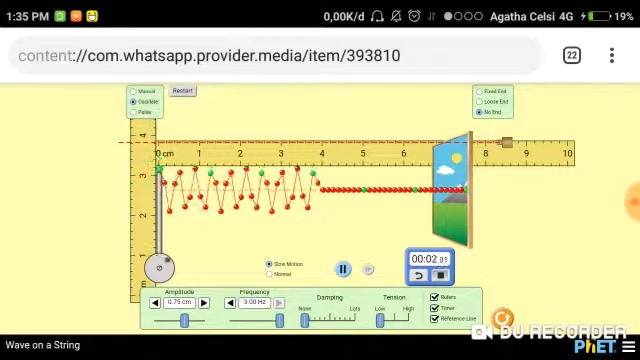 1:35 PM 0,00K/d Agatha Celsi 4G 19%
content://com.whatsapp.provider.media/item/393810 22
Manual
Oscillate
Pulse
Restart
Fixed End
Loose End
No End
0 cm 1 2 3 4 5 6 7 8 9 10
4
3
2
00:02.05
Slow Motion
Normal
Amplitude
0.75 cm
Frequency
3.00 Hz
Damping
None Lots
Tension
Low High
Rulers
Timer
Reference Line
DU RECORDER
Wave on a String
PhET